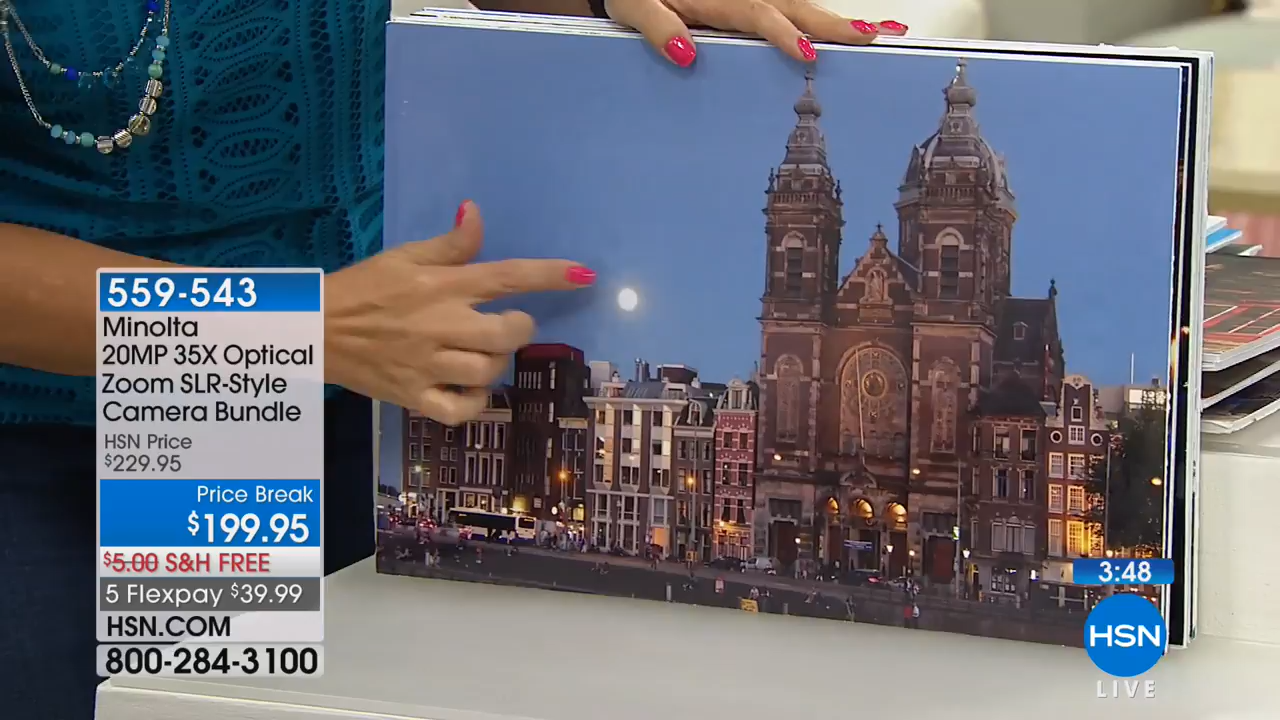 559-543
Minolta
20MP 35X Optical
Zoom SLR-Style
Camera Bundle
HSN Price
$229.95
Price Break
$199.95
$5.00 S&H FREE
5 Flexpay $39.99
HSN.COM
800-284-3100
3:48
HSN
LIVE